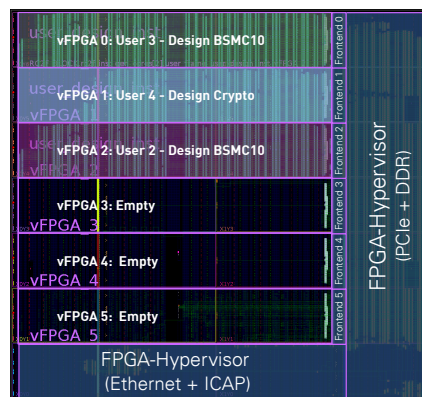 vFPGA 0: User 3 - Design BSMC10
Frontend 0
vFPGA 1: User 4 - Design Crypto
vFPGA_1
Frontend 1
vFPGA 2: User 2 - Design BSMC10
vFPGA_2
Frontend 2
vFPGA 3: Empty
vFPGA_3
Frontend 3
vFPGA 4: Empty
vFPGA_4
Frontend 4
vFPGA 5: Empty
vFPGA_5
Frontend 5
FPGA-Hypervisor
(PCIe + DDR)
FPGA-Hypervisor
(Ethernet + ICAP)